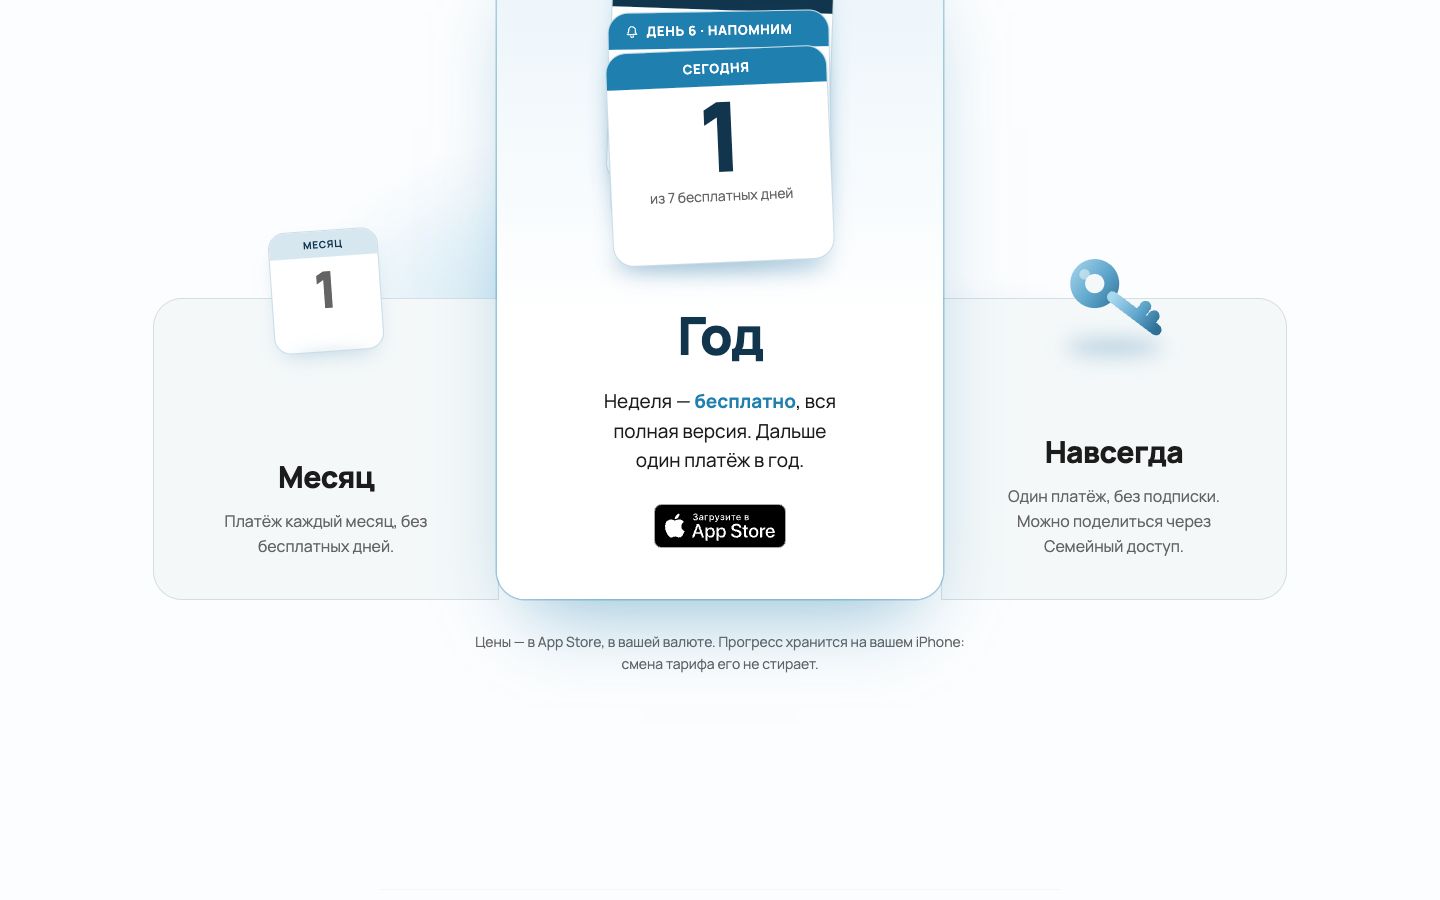 ДЕНЬ 6 · НАПОМНИМ
СЕГОДНЯ
1
из 7 бесплатных дней
МЕСЯЦ
1
Год
Неделя — бесплатно, вся
полная версия. Дальше
один платёж в год.
Загрузите в
App Store
Месяц
Платёж каждый месяц, без
бесплатных дней.
Навсегда
Один платёж, без подписки.
Можно поделиться через
Семейный доступ.
Цены — в App Store, в вашей валюте. Прогресс хранится на вашем iPhone:
смена тарифа его не стирает.